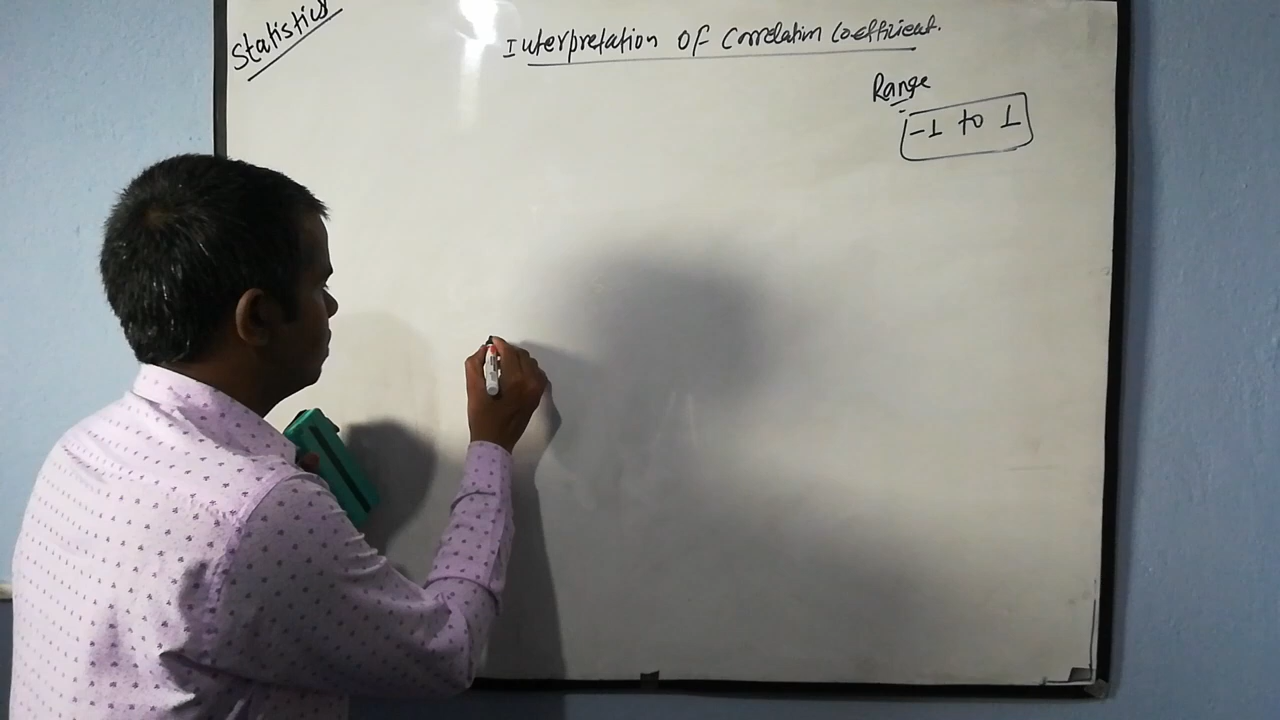 Statistics
Interpretation of Correlation Coefficient.
Range
-1 to 1